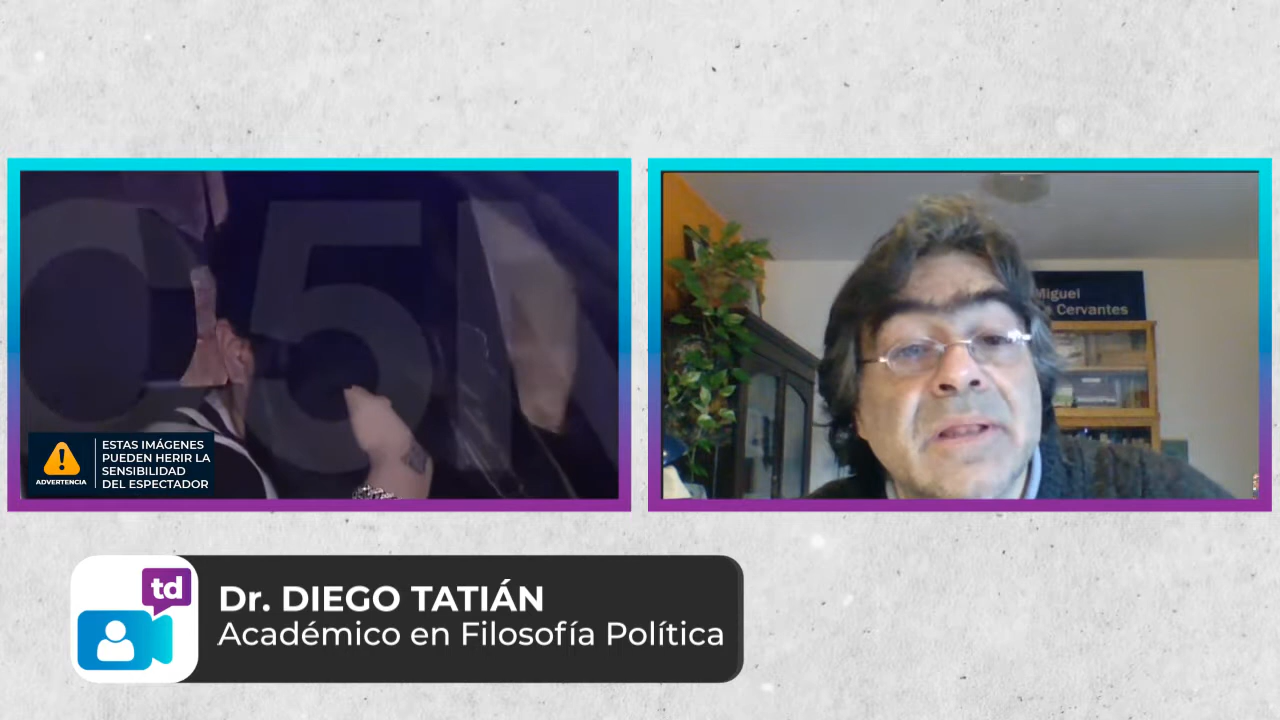 C5N
ESTAS IMÁGENES
PUEDEN HERIR LA
SENSIBILIDAD
DEL ESPECTADOR
ADVERTENCIA
Miguel
Cervantes
td
Dr. DIEGO TATIÁN
Académico en Filosofía Política